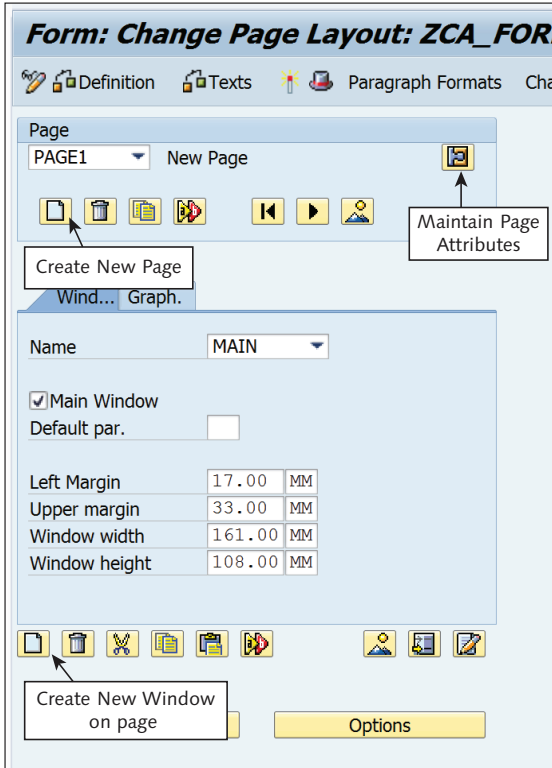 Form: Change Page Layout: ZCA_FOR
Definition Texts Paragraph Formats Cha
Page
PAGE1 New Page
Maintain Page
Attributes
Create New Page
Wind... Graph.
Name MAIN
Main Window
Default par.
Left Margin 17.00 MM
Upper margin 33.00 MM
Window width 161.00 MM
Window height 108.00 MM
Create New Window
on page
Options